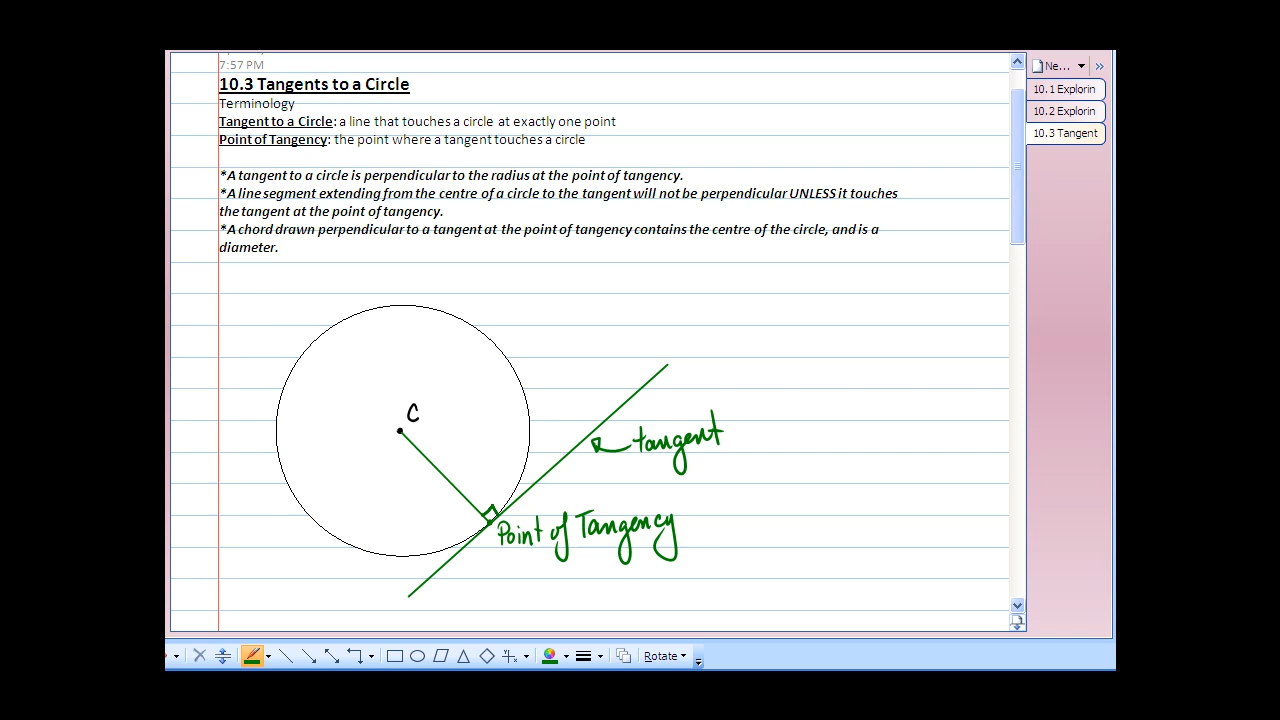 7:57 PM
10.3 Tangents to a Circle
Terminology
Tangent to a Circle: a line that touches a circle at exactly one point
Point of Tangency: the point where a tangent touches a circle
*A tangent to a circle is perpendicular to the radius at the point of tangency.
*A line segment extending from the centre of a circle to the tangent will not be perpendicular UNLESS it touches
the tangent at the point of tangency.
*A chord drawn perpendicular to a tangent at the point of tangency contains the centre of the circle, and is a
diameter.
C
tangent
Point of Tangency
Ne...
10.1 Explorin
10.2 Explorin
10.3 Tangent
Rotate